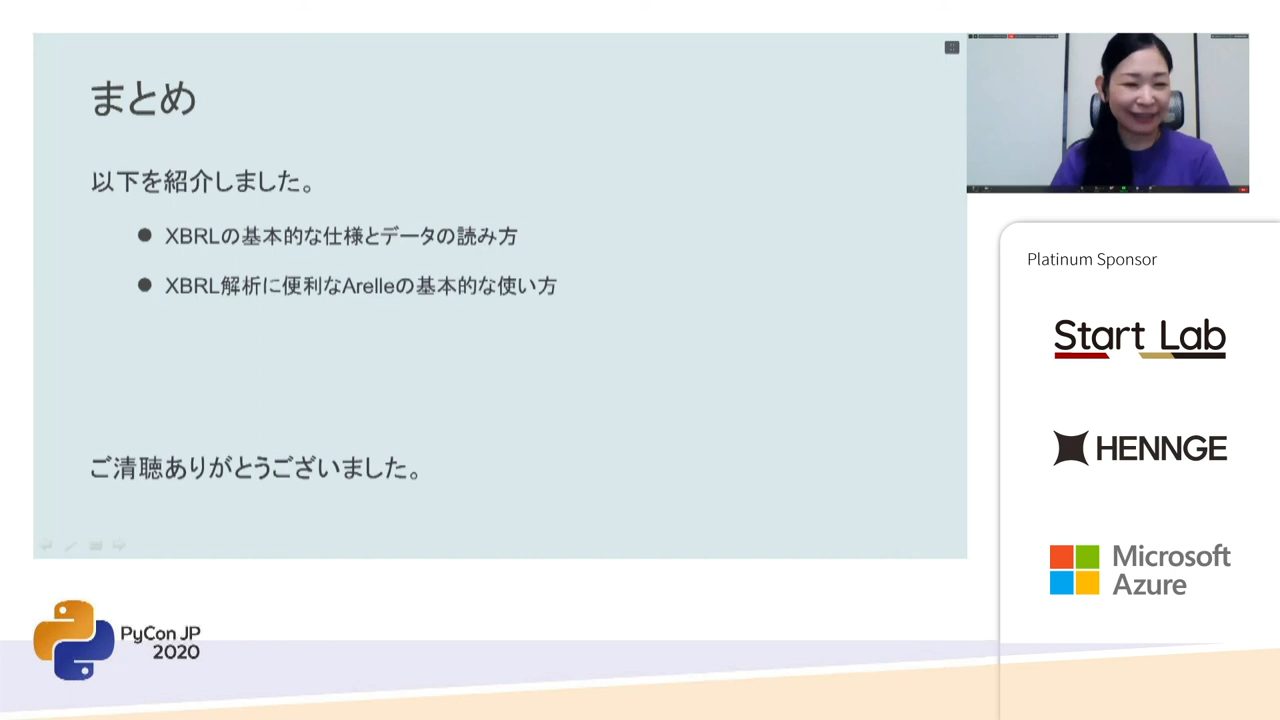 まとめ
以下を紹介しました。
● XBRLの基本的な仕様とデータの読み方
● XBRL解析に便利なArelleの基本的な使い方
ご清聴ありがとうございました。
Platinum Sponsor
Start Lab
HENNGE
Microsoft
Azure
PyCon JP
2020